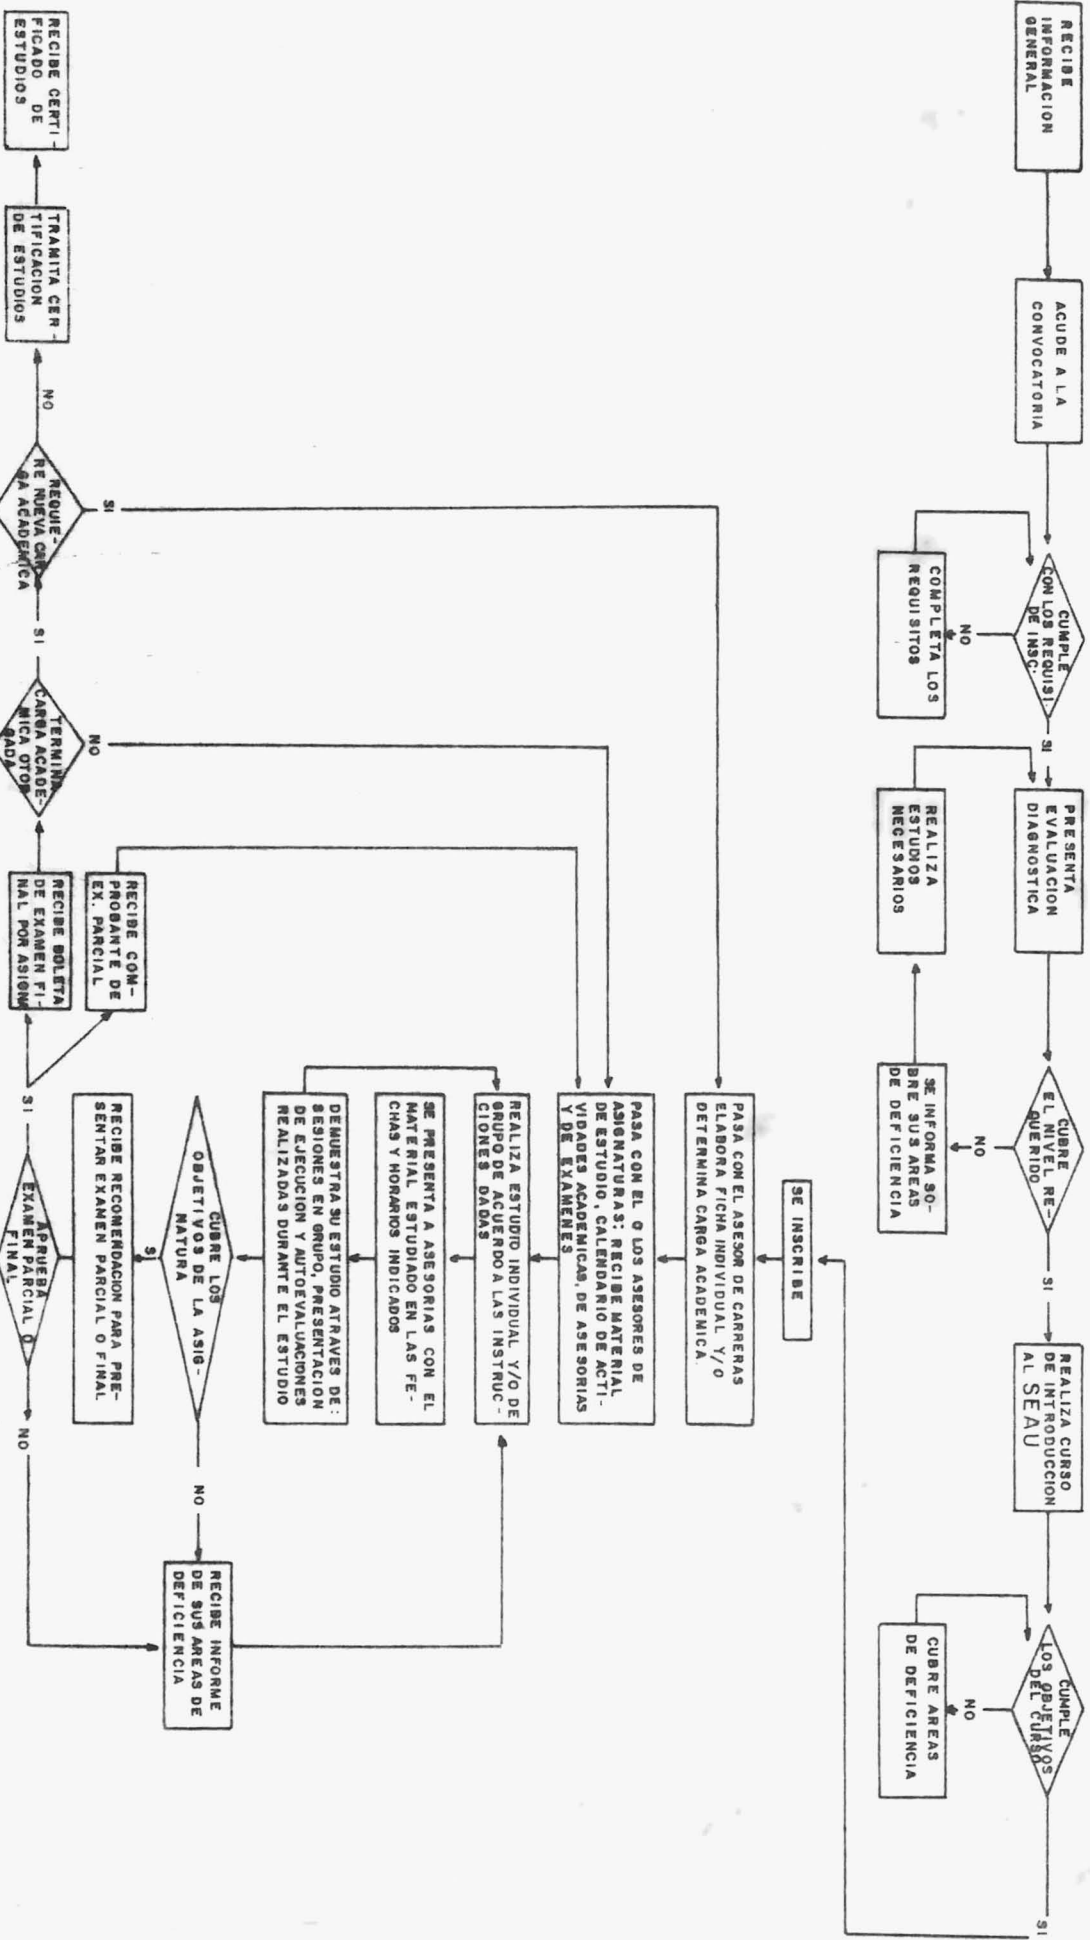 RECIBE
INFORMACION
GENERAL
ACUDE A LA
CONVOCATORIA
CUMPLE
CON LOS REQUISI.
DE INSC.
NO
COMPLETA LOS
REQUISITOS
SI
PRESENTA
EVALUACION
DIAGNOSTICA
CUBRE
EL NIVEL RE-
QUERIDO
NO
SE INFORMA SO-
BRE SUS AREAS
DE DEFICIENCIA
REALIZA
ESTUDIOS
NECESARIOS
SI
REALIZA CURSO
DE INTRODUCCION
AL SEAU
CUMPLE
LOS OBJETIVOS
DEL CURSO
NO
CUBRE AREAS
DE DEFICIENCIA
SI
SE INSCRIBE
PASA CON EL ASESOR DE CARRERAS
ELABORA FICHA INDIVIDUAL Y/O
DETERMINA CARGA ACADEMICA.
PASA CON EL O LOS ASESORES DE
ASIGNATURAS; RECIBE MATERIAL
DE ESTUDIO, CALENDARIO DE ACTI-
VIDADES ACADEMICAS, DE ASESORIAS
Y DE EXAMENES
REALIZA ESTUDIO INDIVIDUAL Y/O DE
GRUPO DE ACUERDO A LAS INSTRUC-
CIONES DADAS
SE PRESENTA A ASESORIAS CON EL
MATERIAL ESTUDIADO EN LAS FE-
CHAS Y HORARIOS INDICADOS
DEMUESTRA SU ESTUDIO ATRAVES DE:
SESIONES EN GRUPO, PRESENTACION
DE EJECUCION Y AUTOEVALUACIONES
REALIZADAS DURANTE EL ESTUDIO
CUBRE LOS
OBJETIVOS DE LA ASIG-
NATURA
NO
RECIBE INFORME
DE SUS AREAS DE
DEFICIENCIA
SI
RECIBE RECOMENDACION PARA PRE-
SENTAR EXAMEN PARCIAL O FINAL
APRUEBA
EXAMEN PARCIAL O
FINAL
NO
SI
RECIBE COM-
PROBANTE DE
EX. PARCIAL
RECIBE BOLETA
DE EXAMEN FI-
NAL POR ASIGN
TERMINA
CARGA ACADE-
MICA OTOR
GADA
NO
SI
REQUIE-
RE NUEVA CAR
GA ACADEMICA
SI
NO
TRAMITA CER-
TIFICACION
DE ESTUDIOS
RECIBE CERTI-
FICADO DE
ESTUDIOS